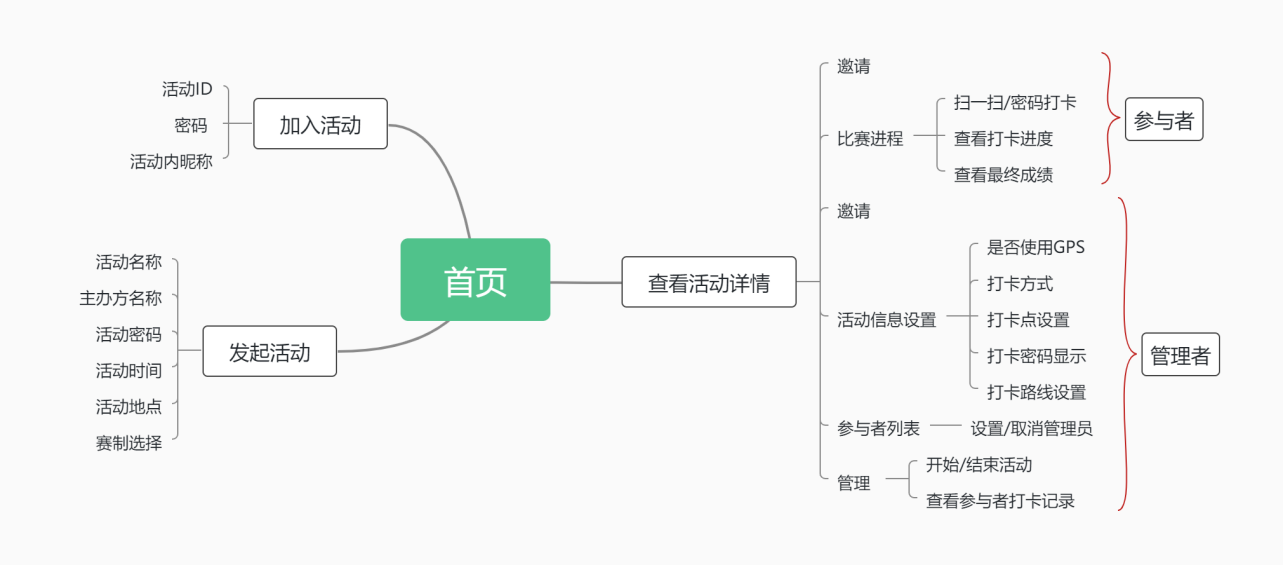 首页
加入活动
活动ID
密码
活动内昵称
发起活动
活动名称
主办方名称
活动密码
活动时间
活动地点
赛制选择
查看活动详情
邀请
比赛进程
扫一扫/密码打卡
查看打卡进度
查看最终成绩
参与者
邀请
活动信息设置
是否使用GPS
打卡方式
打卡点设置
打卡密码显示
打卡路线设置
参与者列表
设置/取消管理员
管理
开始/结束活动
查看参与者打卡记录
管理者